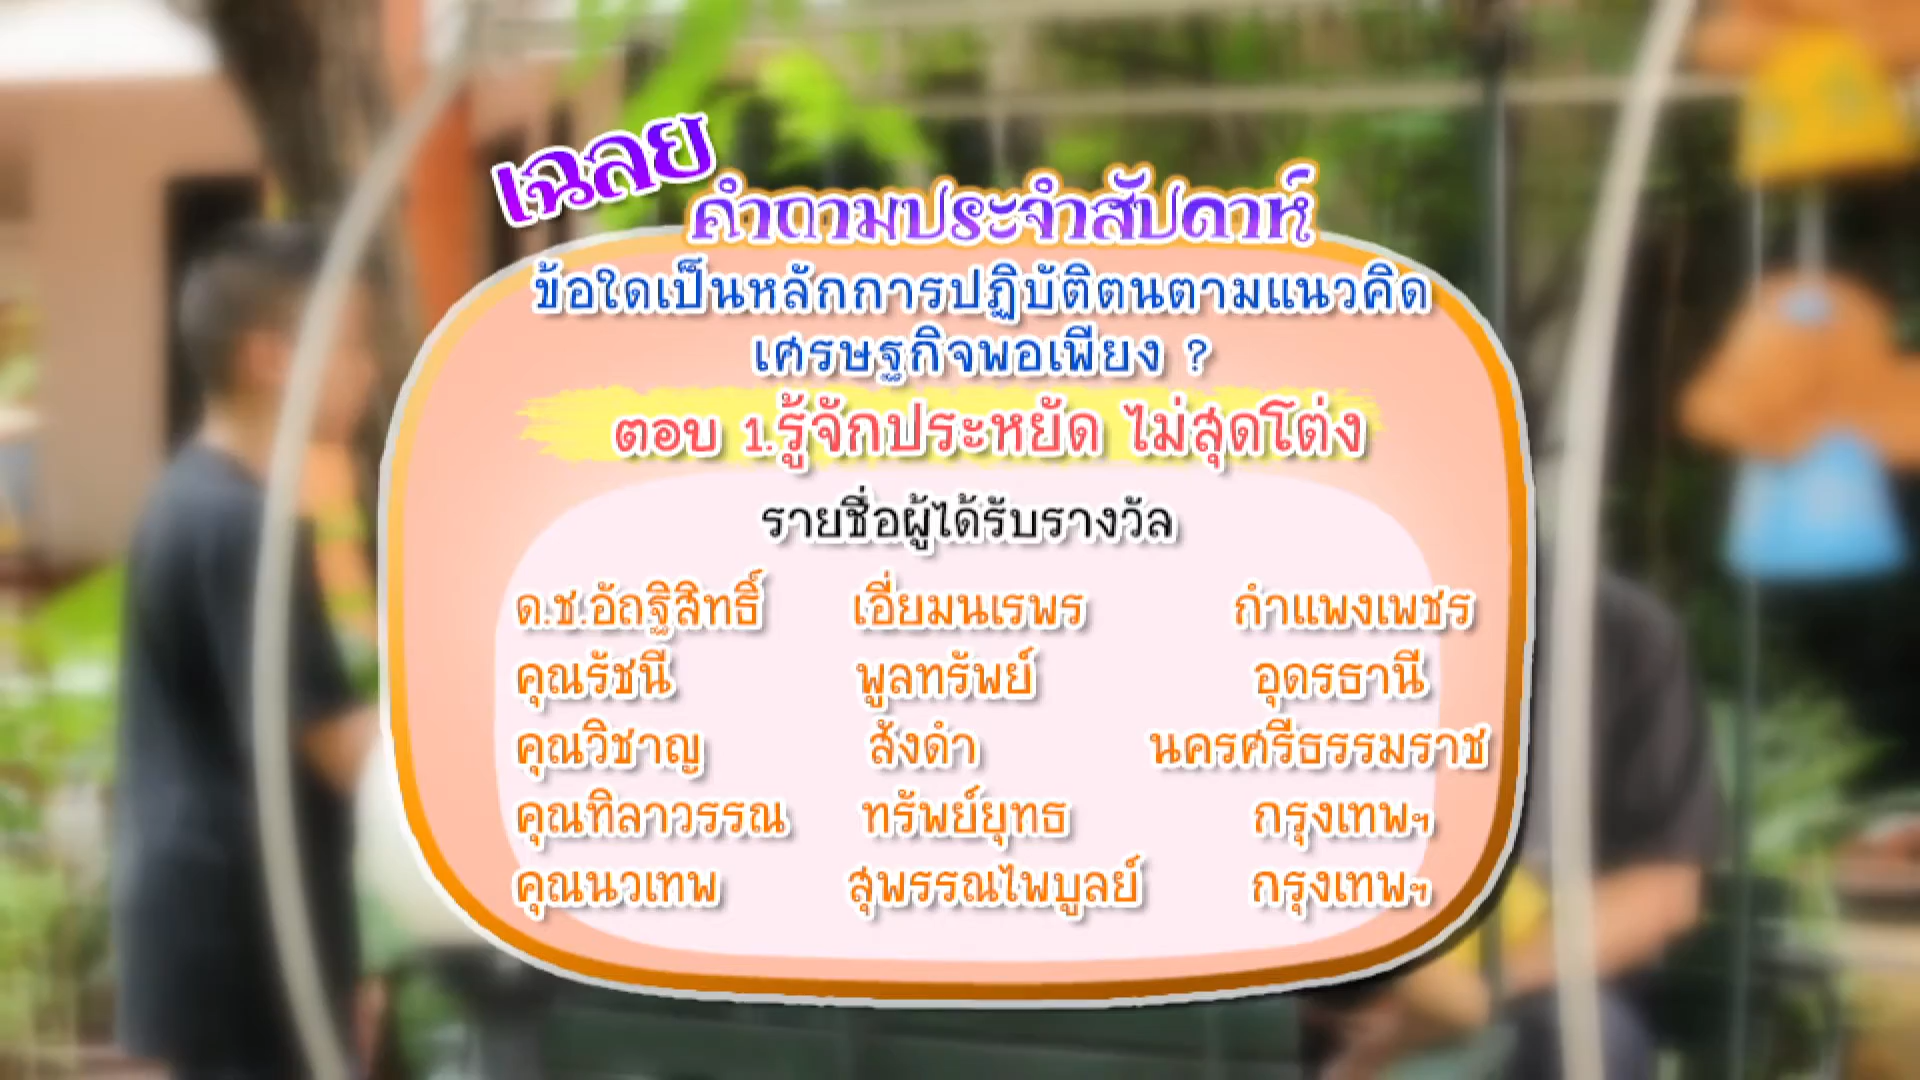 เฉลย
คำถามประจำสัปดาห์
ข้อใดเป็นหลักการปฏิบัติตนตามแนวคิด
เศรษฐกิจพอเพียง ?
ตอบ 1.รู้จักประหยัด ไม่สุดโต่ง
รายชื่อผู้ได้รับรางวัล
ด.ช.อัถฐิสิทธิ์ เอี่ยมนเรพร กำแพงเพชร
คุณรัชนี พูลทรัพย์ อุดรธานี
คุณวิชาญ สังดำ นครศรีธรรมราช
คุณทิลาวรรณ ทรัพย์ยุทธ กรุงเทพฯ
คุณนวเทพ สุพรรณไพบูลย์ กรุงเทพฯ